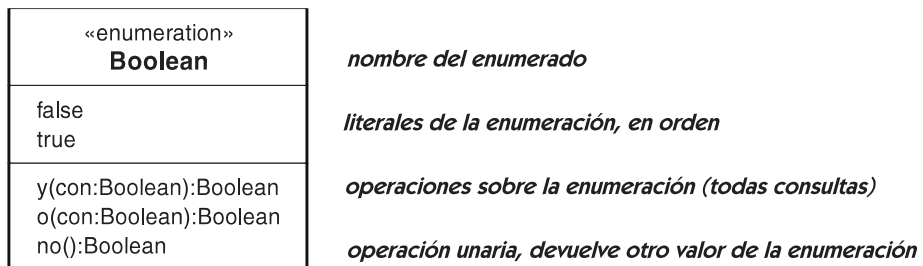 «enumeration»
Boolean
nombre del enumerado
false
true
literales de la enumeración, en orden
y(con:Boolean):Boolean
o(con:Boolean):Boolean
no():Boolean
operaciones sobre la enumeración (todas consultas)
operación unaria, devuelve otro valor de la enumeración